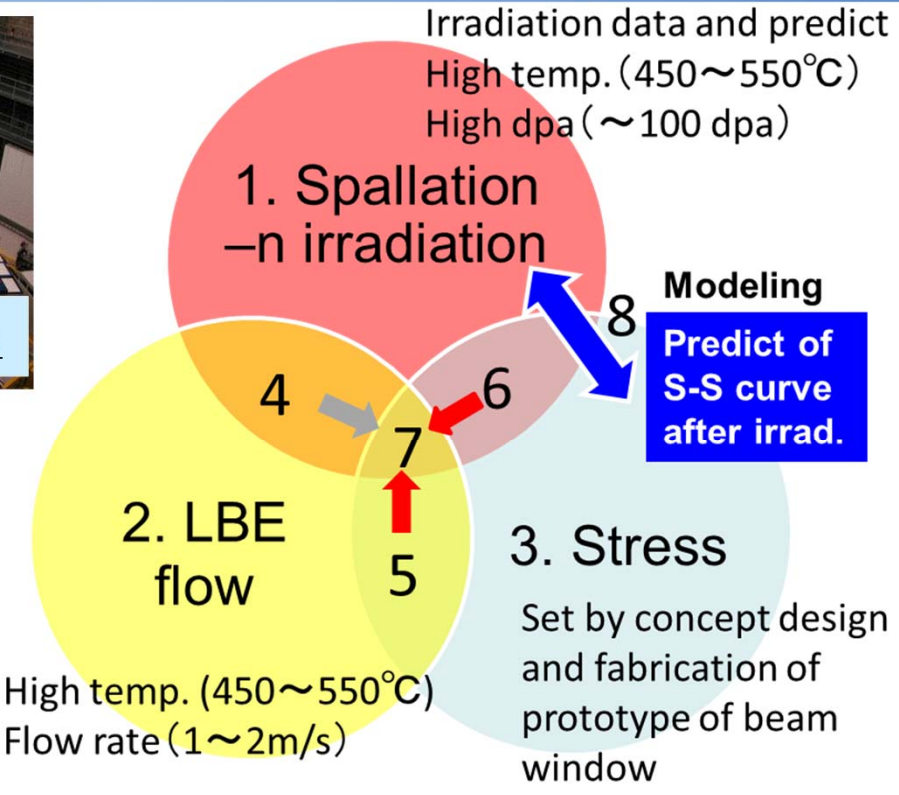 Irradiation data and predict
High temp.（450～550℃）
High dpa（～100 dpa）
1. Spallation
–n irradiation
8
Modeling
Predict of
S-S curve
after irrad.
4
6
7
2. LBE
flow
5
3. Stress
Set by concept design
and fabrication of
prototype of beam
window
High temp. (450～550℃)
Flow rate（1～2m/s）